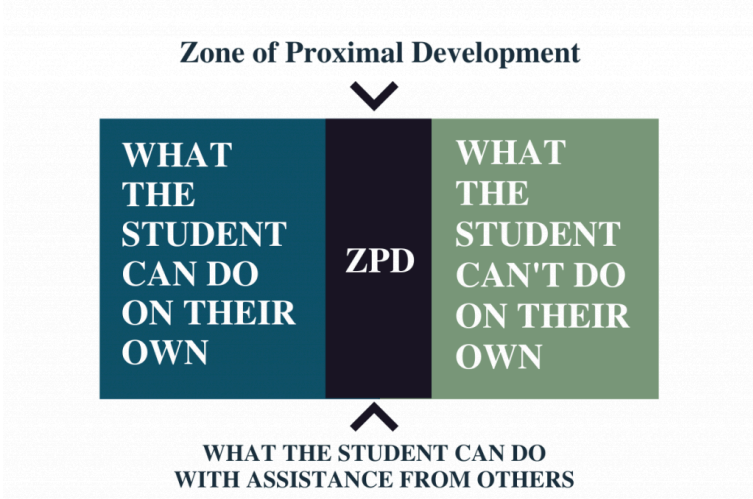 Zone of Proximal Development
WHAT
THE
STUDENT
CAN DO
ON THEIR
OWN
ZPD
WHAT
THE
STUDENT
CAN'T DO
ON THEIR
OWN
WHAT THE STUDENT CAN DO
WITH ASSISTANCE FROM OTHERS